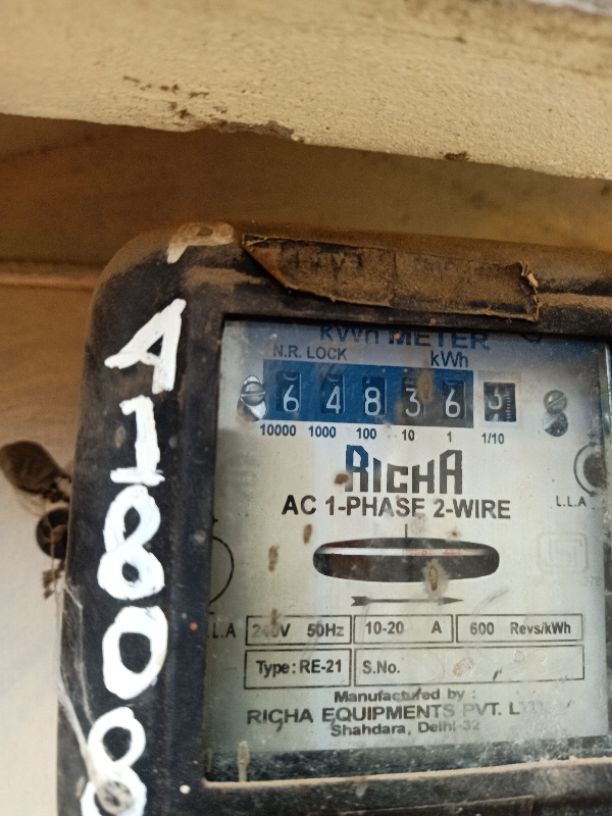 A1808
kWh METER
N.R. LOCK kWh
6 4 8 3 6 3
10000 1000 100 10 1 1/10
RICHA
AC 1-PHASE 2-WIRE
L.L.A
L.A 240V 50Hz 10-20 A 600 Revs/kWh
Type: RE-21 S.No.
Manufactufed by :
RICHA EQUIPMENTS PVT.
Shahdara, Delhi-32